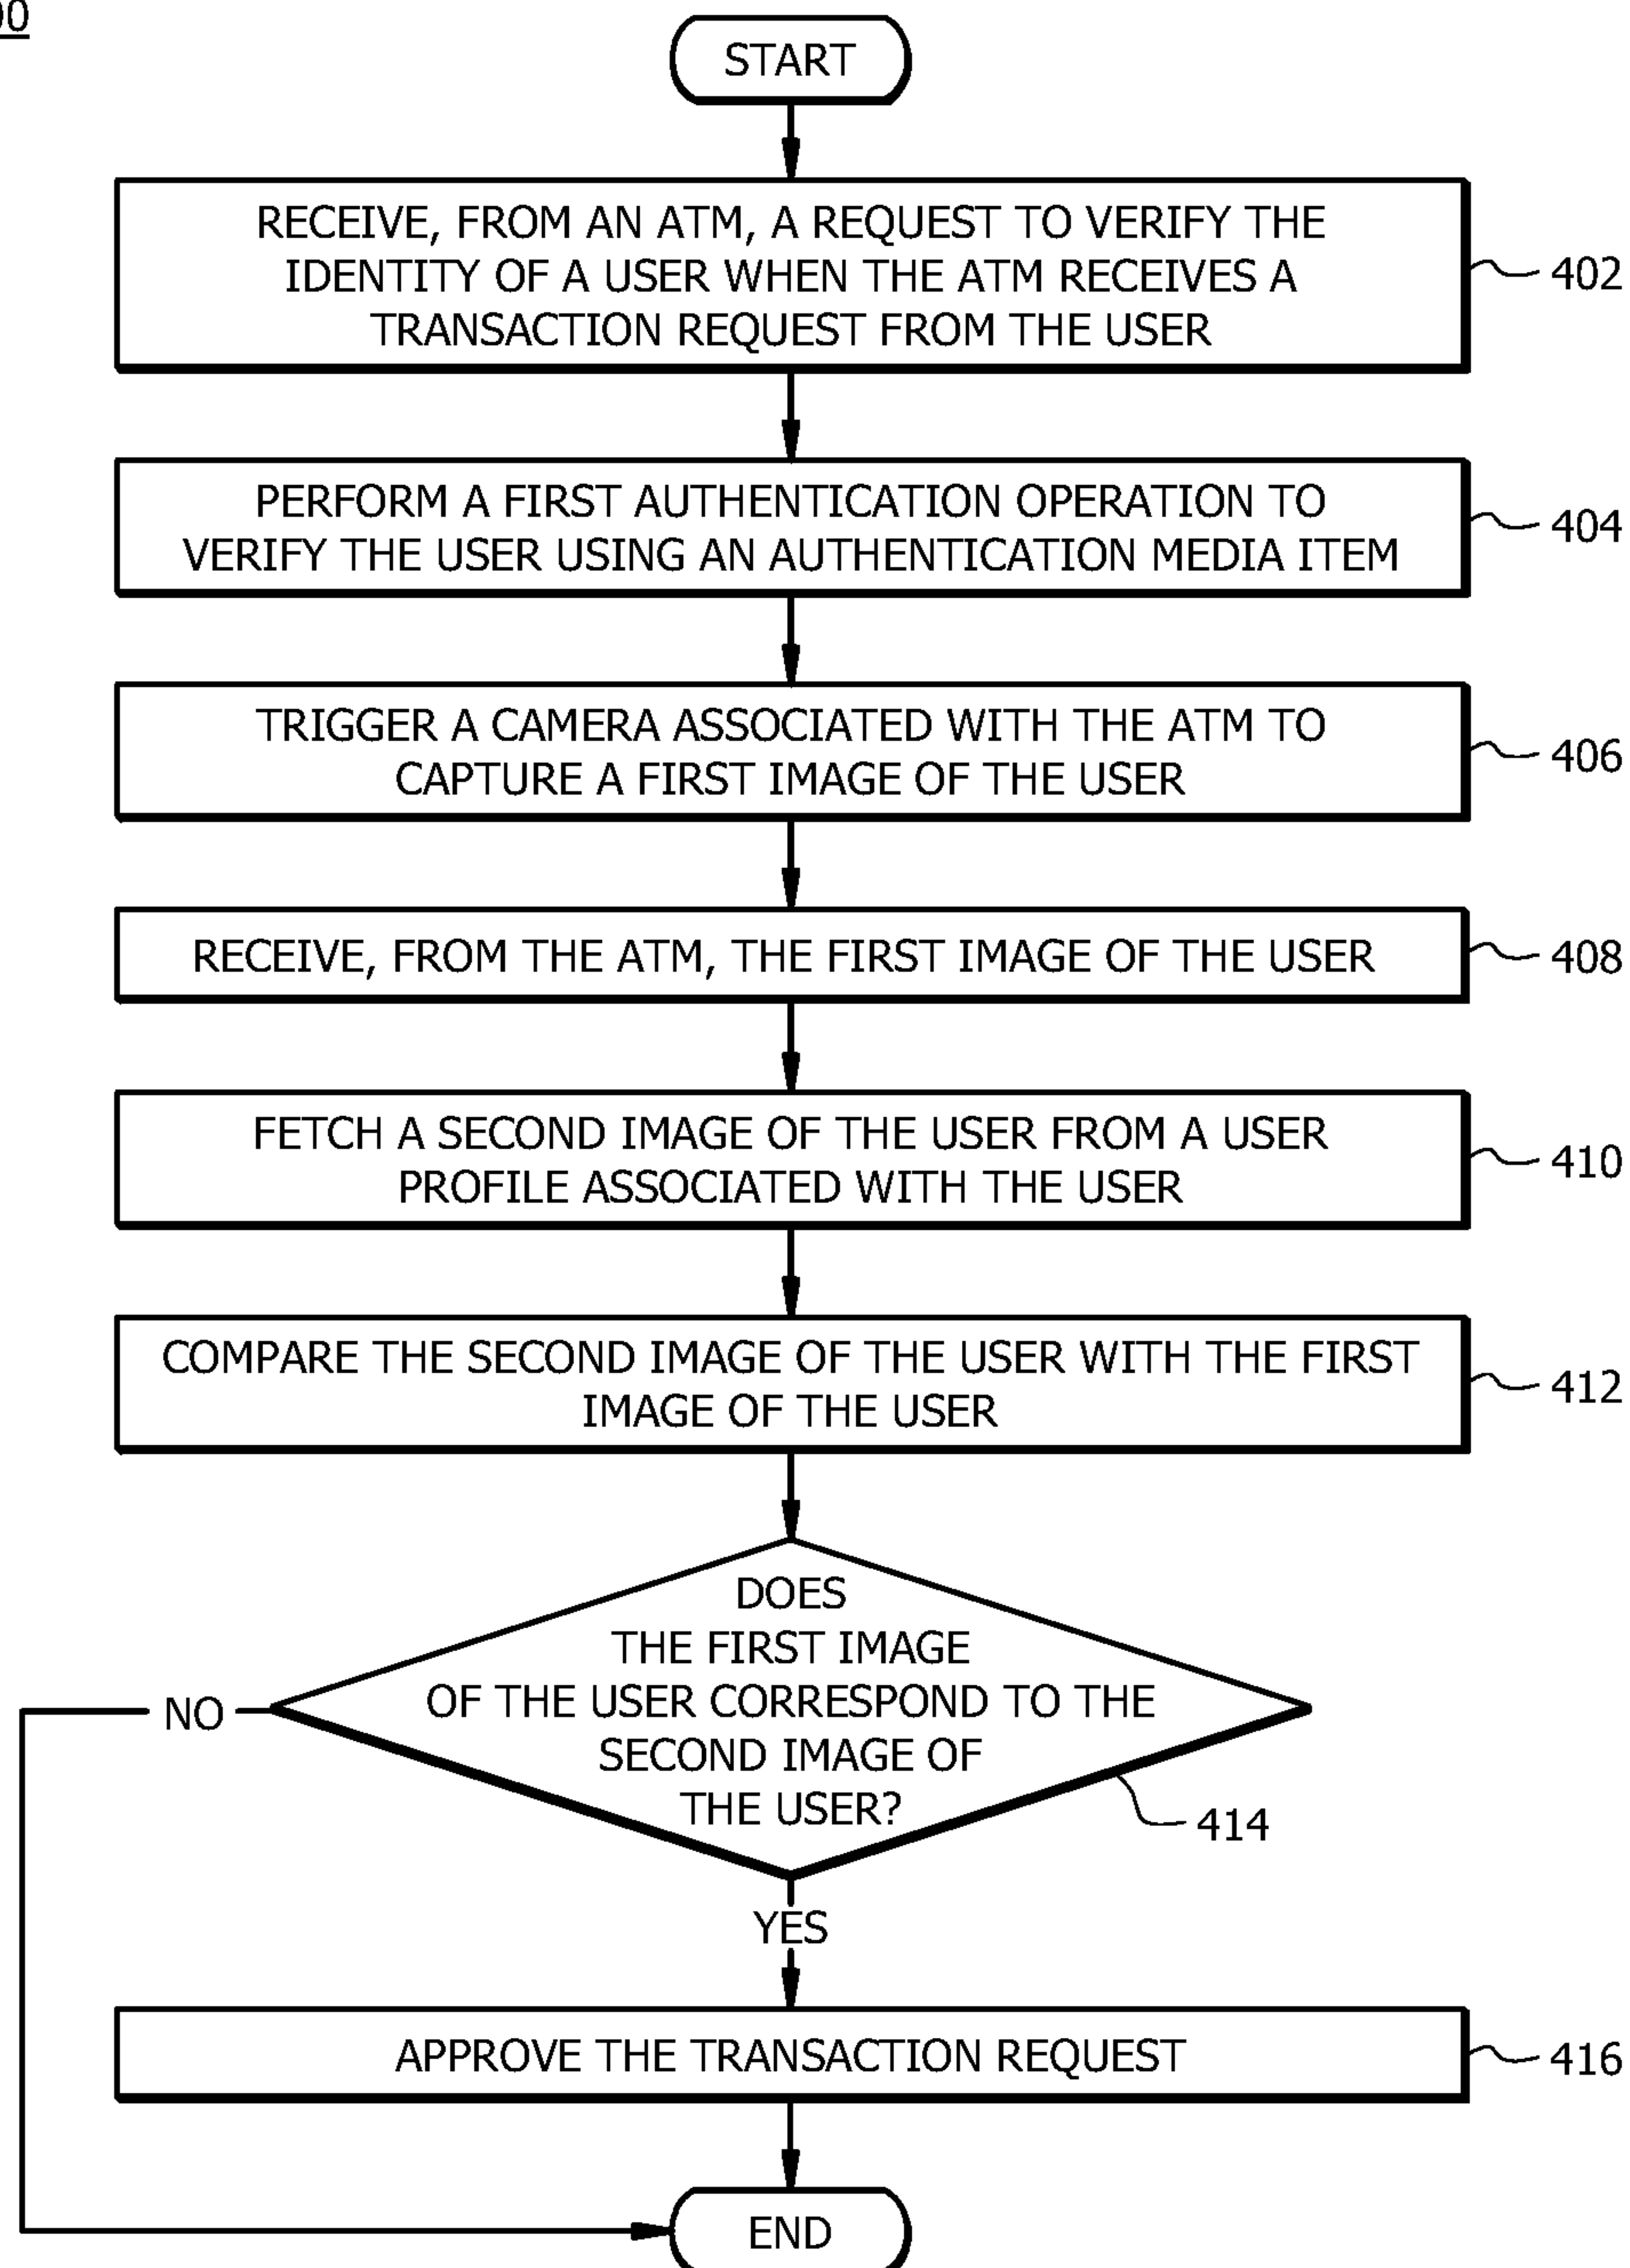 START
RECEIVE, FROM AN ATM, A REQUEST TO VERIFY THE
IDENTITY OF A USER WHEN THE ATM RECEIVES A
TRANSACTION REQUEST FROM THE USER
402
PERFORM A FIRST AUTHENTICATION OPERATION TO
VERIFY THE USER USING AN AUTHENTICATION MEDIA ITEM
404
TRIGGER A CAMERA ASSOCIATED WITH THE ATM TO
CAPTURE A FIRST IMAGE OF THE USER
406
RECEIVE, FROM THE ATM, THE FIRST IMAGE OF THE USER
408
FETCH A SECOND IMAGE OF THE USER FROM A USER
PROFILE ASSOCIATED WITH THE USER
410
COMPARE THE SECOND IMAGE OF THE USER WITH THE FIRST
IMAGE OF THE USER
412
DOES
THE FIRST IMAGE
OF THE USER CORRESPOND TO THE
SECOND IMAGE OF
THE USER?
NO
414
YES
APPROVE THE TRANSACTION REQUEST
416
END